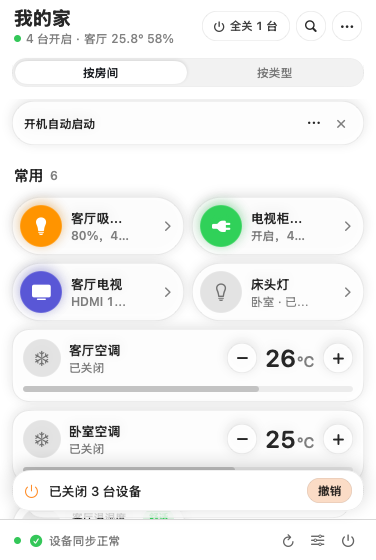 我的家
4 台开启 · 客厅 25.8° 58%
全关 1 台
按房间
按类型
开机自动启动
常用 6
客厅吸...
80%，4...
电视柜...
开启，4...
客厅电视
HDMI 1...
床头灯
卧室 · 已...
客厅空调
已关闭
26°C
卧室空调
已关闭
25°C
已关闭 3 台设备
撤销
设备同步正常